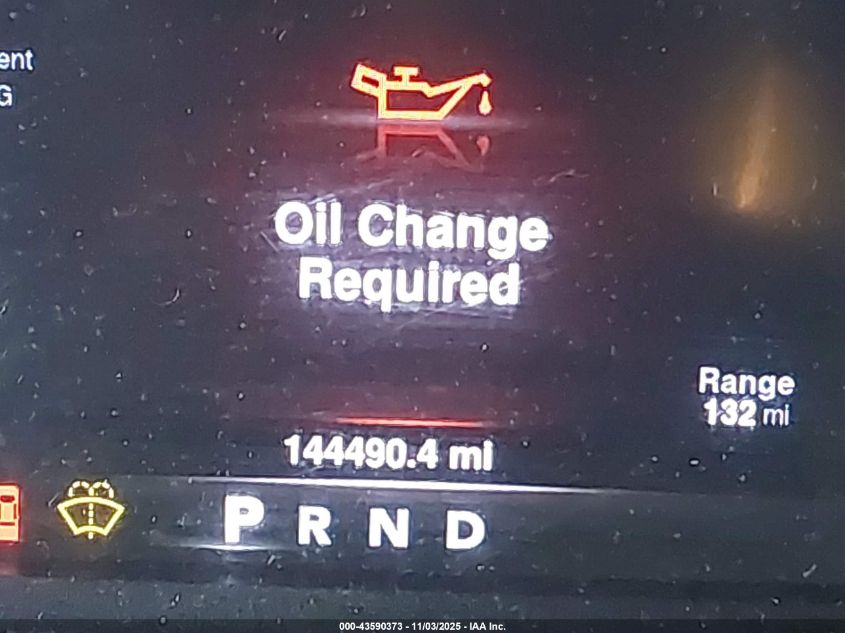 ent
G
Oil Change
Required
Range
132 mi
144490.4 mi
P R N D
000-43590373 - 11/03/2025 - IAA Inc.